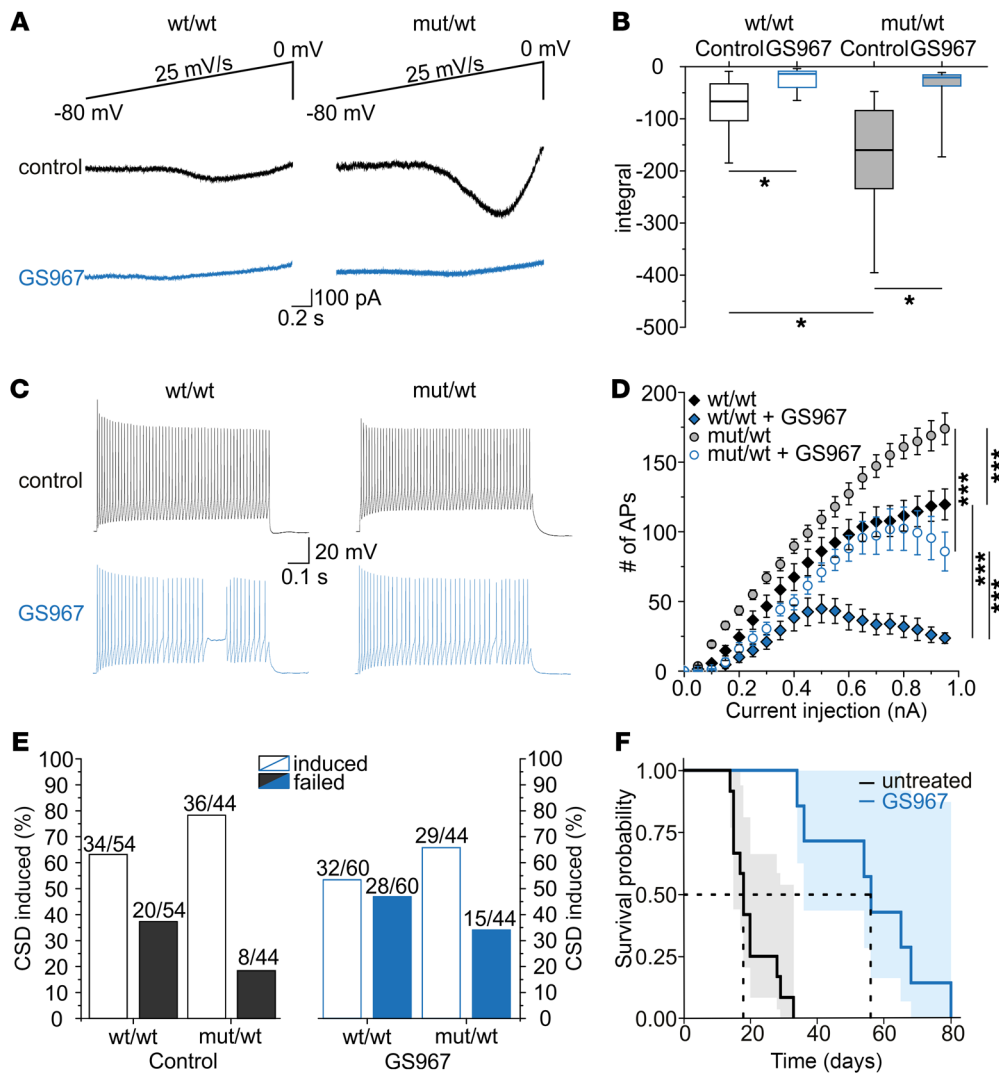 A
wt/wt
mut/wt
0 mV
0 mV
25 mV/s
25 mV/s
-80 mV
-80 mV
control
GS967
100 pA
0.2 s
B
wt/wt
mut/wt
Control GS967
Control GS967
0
-100
-200
-300
-400
-500
integral
*
*
*
C
wt/wt
mut/wt
control
20 mV
0.1 s
GS967
D
200
150
100
50
0
# of APs
wt/wt
wt/wt + GS967
mut/wt
mut/wt + GS967
***
***
***
***
0.0
0.2
0.4
0.6
0.8
1.0
Current injection (nA)
E
100
90
80
70
60
50
40
30
20
10
0
CSD induced (%)
induced
failed
34/54
20/54
36/44
8/44
32/60
28/60
29/44
15/44
100
90
80
70
60
50
40
30
20
10
0
CSD induced (%)
wt/wt
mut/wt
wt/wt
mut/wt
Control
GS967
F
1.00
0.75
0.50
0.25
0.00
Survival probability
untreated
GS967
0
20
40
60
80
Time (days)